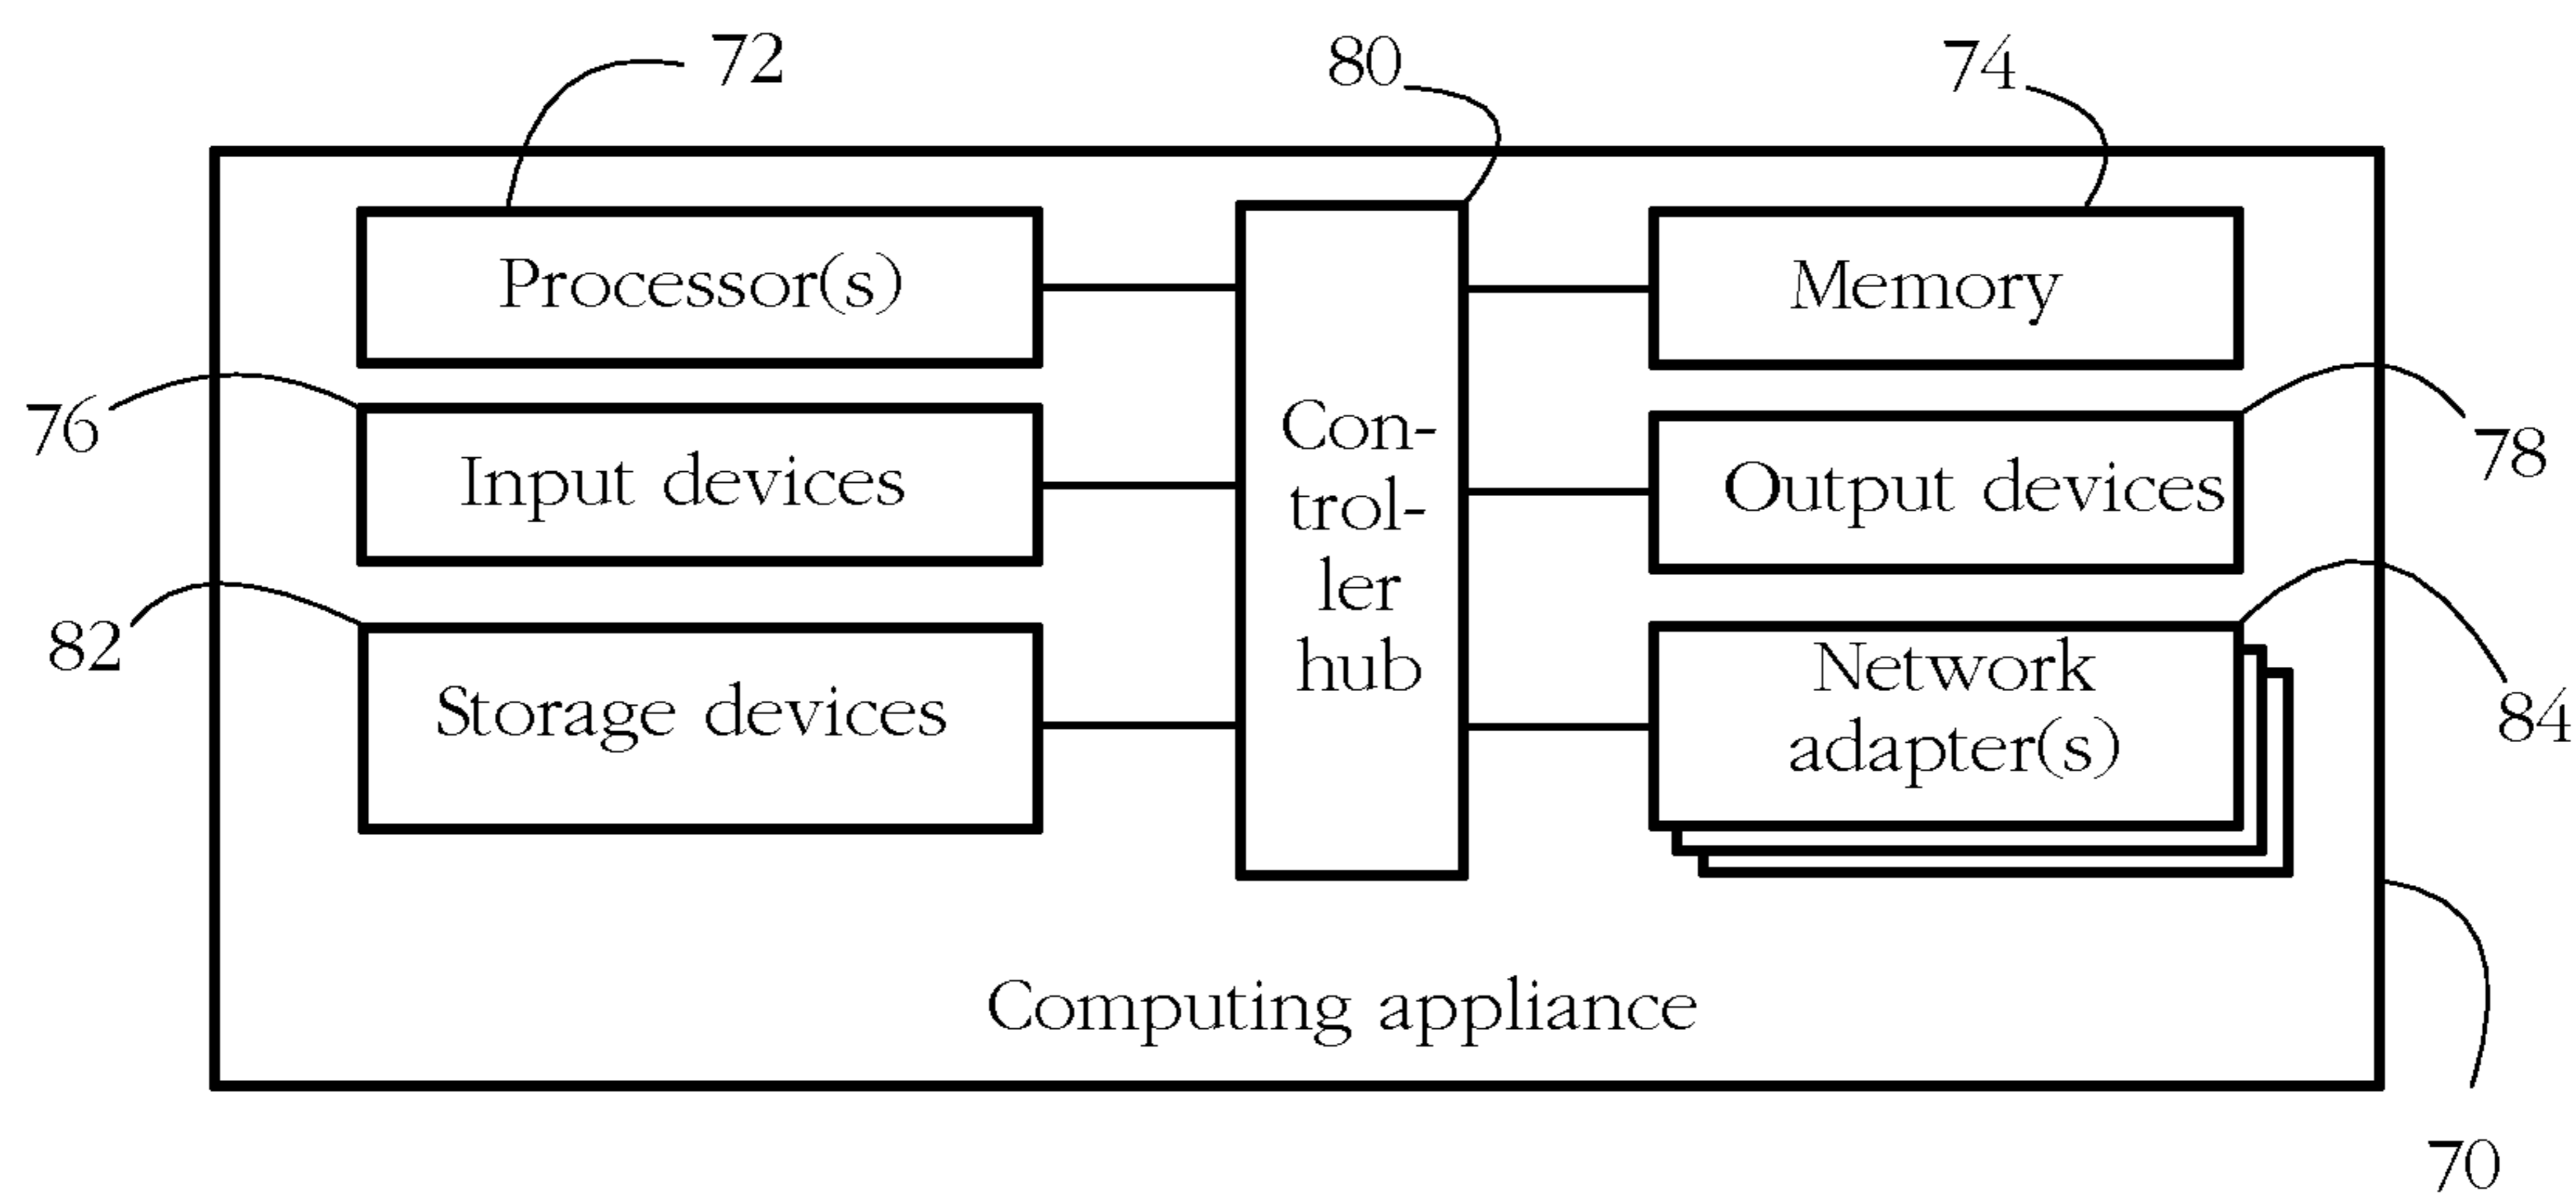 72
80
74
Processor(s)
Memory
76
Input devices
Con-
trol-
ler
hub
Output devices
78
82
Storage devices
Network
adapter(s)
84
Computing appliance
70